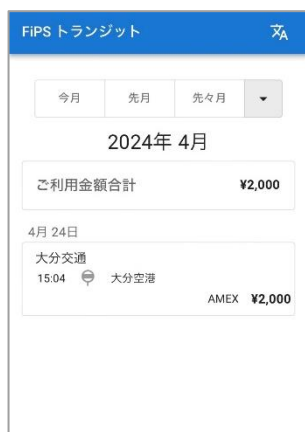 FiPS トランジット
今月 先月 先々月
2024年 4月
ご利用金額合計 ¥2,000
4月 24日
大分交通
15:04 大分空港
AMEX ¥2,000